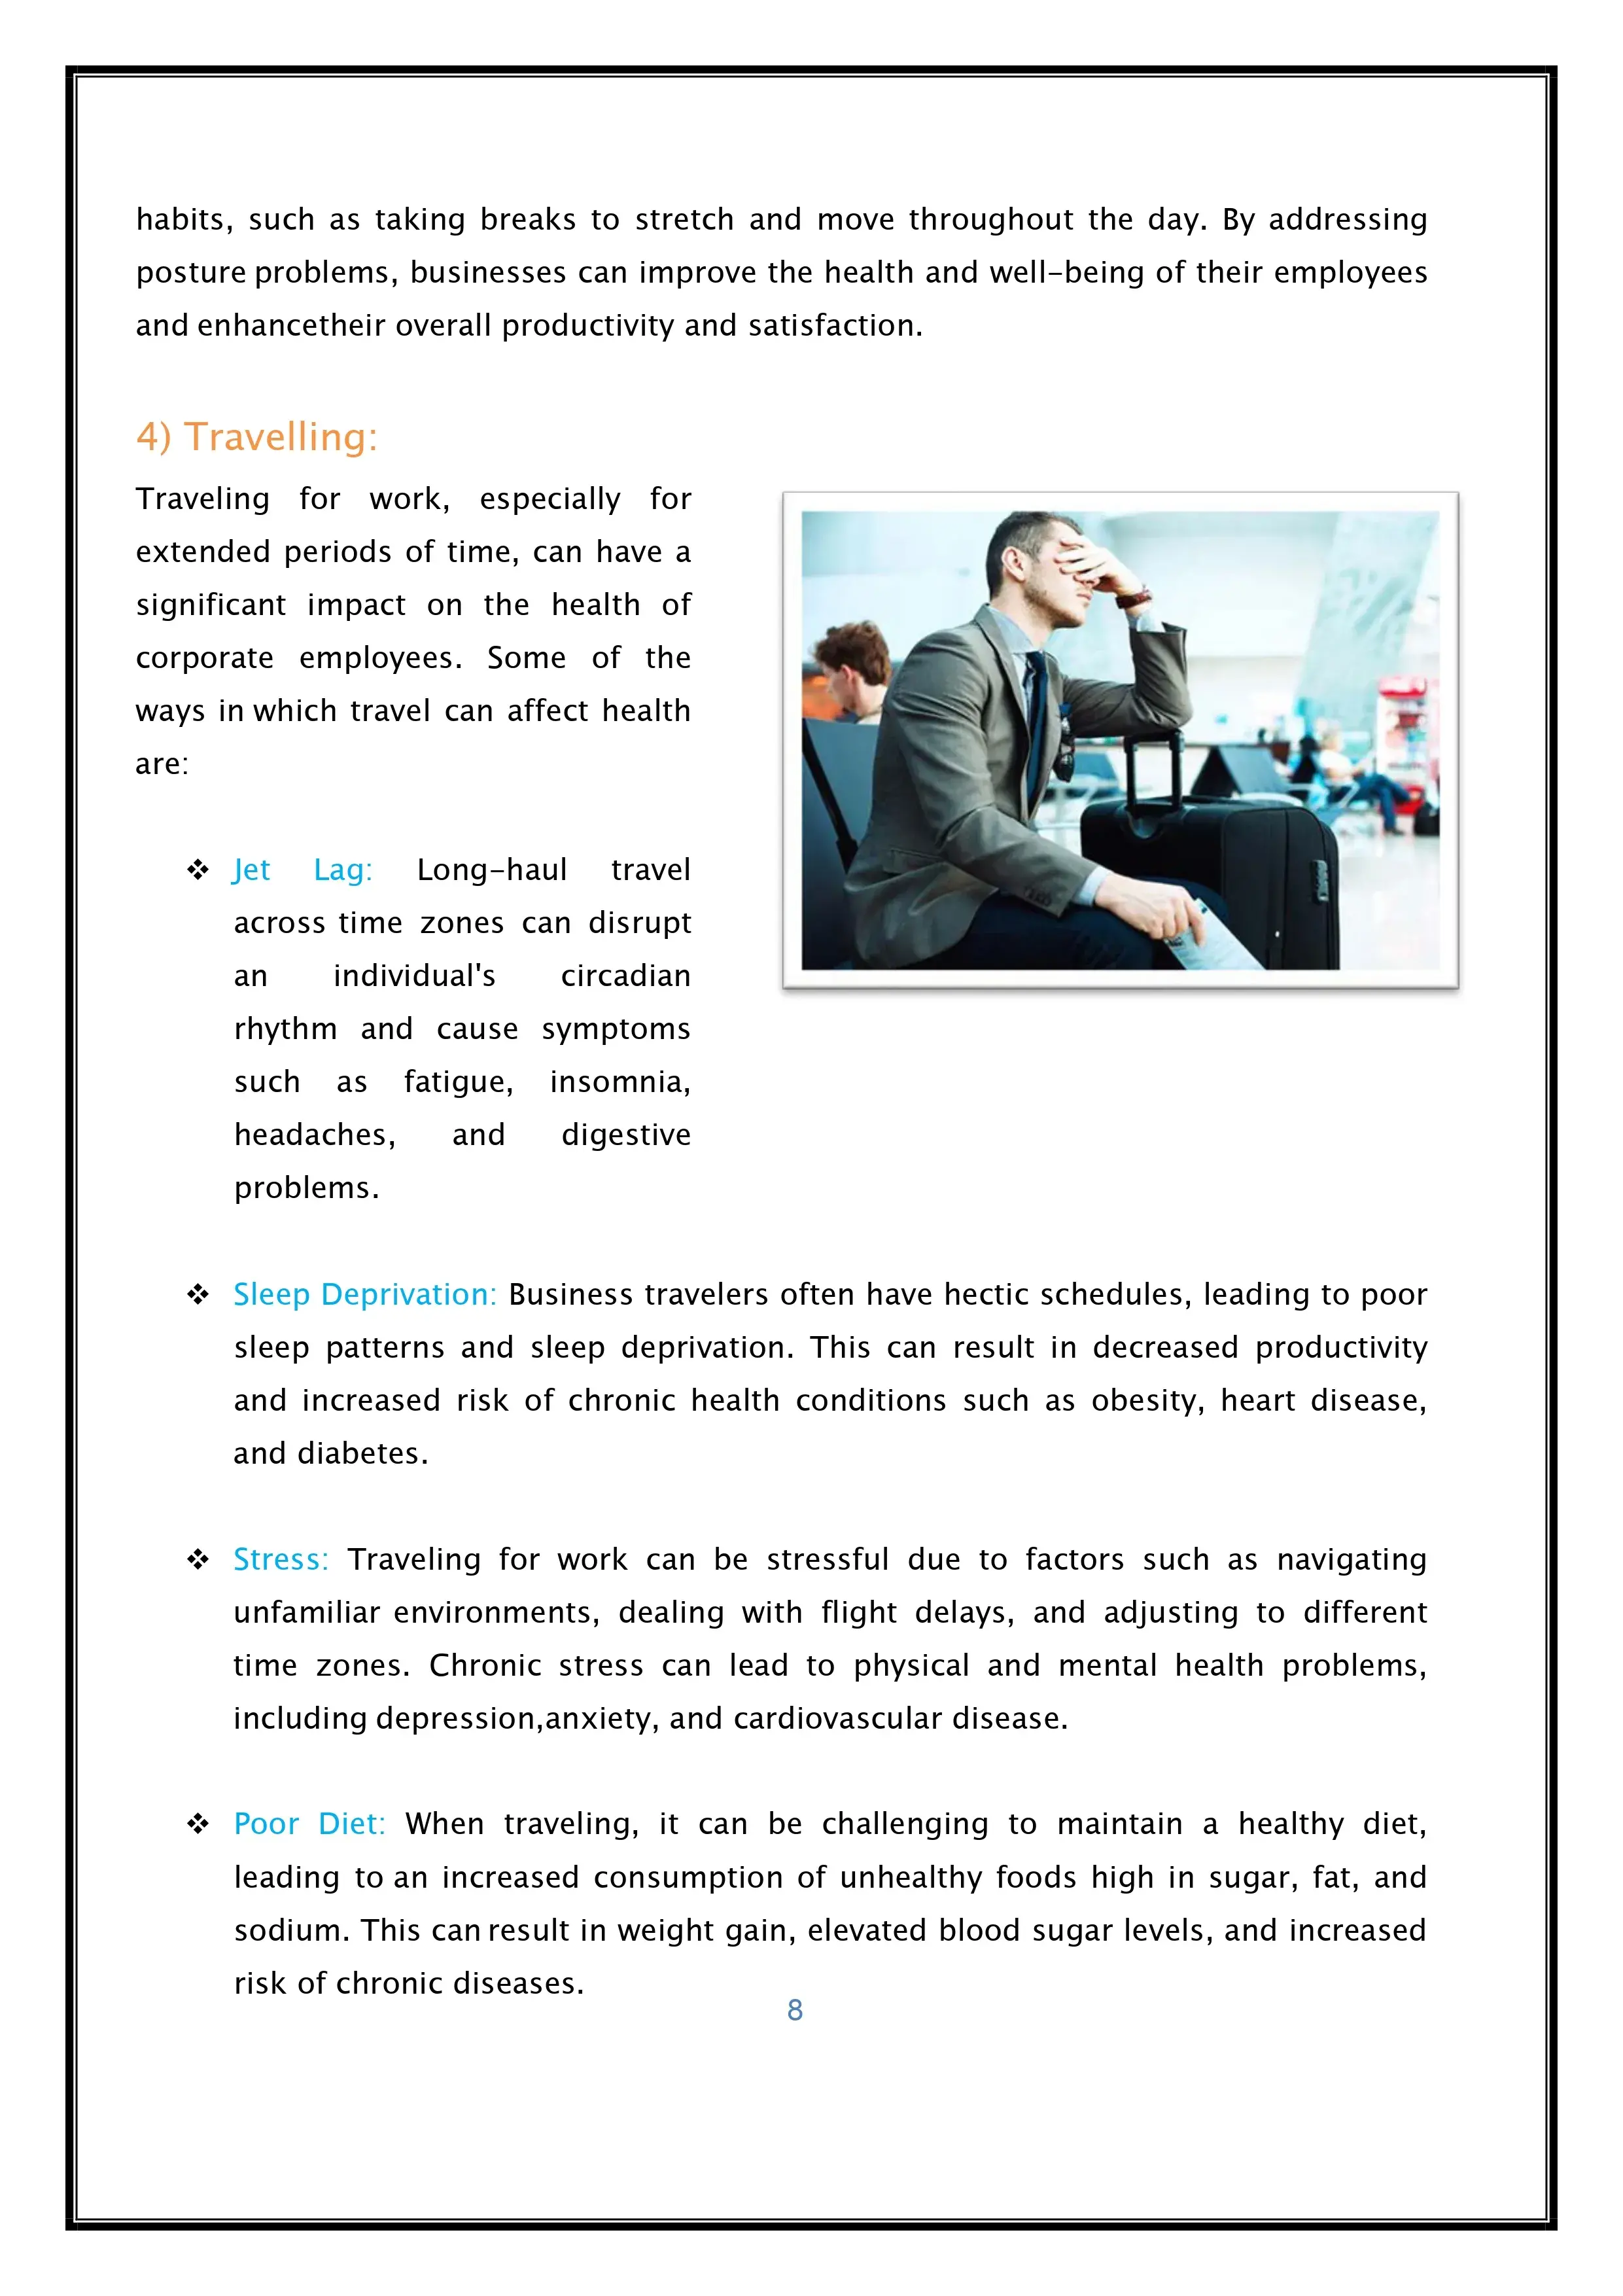 habits, such as taking breaks to stretch and move throughout the day. By addressing
posture problems, businesses can improve the health and well-being of their employees
and enhancetheir overall productivity and satisfaction.
4) Travelling:
Traveling for work, especially for
extended periods of time, can have a
significant impact on the health of
corporate employees. Some of the
ways in which travel can affect health
are:
❖ Jet Lag: Long-haul travel
across time zones can disrupt
an individual's circadian
rhythm and cause symptoms
such as fatigue, insomnia,
headaches, and digestive
problems.
❖ Sleep Deprivation: Business travelers often have hectic schedules, leading to poor
sleep patterns and sleep deprivation. This can result in decreased productivity
and increased risk of chronic health conditions such as obesity, heart disease,
and diabetes.
❖ Stress: Traveling for work can be stressful due to factors such as navigating
unfamiliar environments, dealing with flight delays, and adjusting to different
time zones. Chronic stress can lead to physical and mental health problems,
including depression,anxiety, and cardiovascular disease.
❖ Poor Diet: When traveling, it can be challenging to maintain a healthy diet,
leading to an increased consumption of unhealthy foods high in sugar, fat, and
sodium. This can result in weight gain, elevated blood sugar levels, and increased
risk of chronic diseases.
8